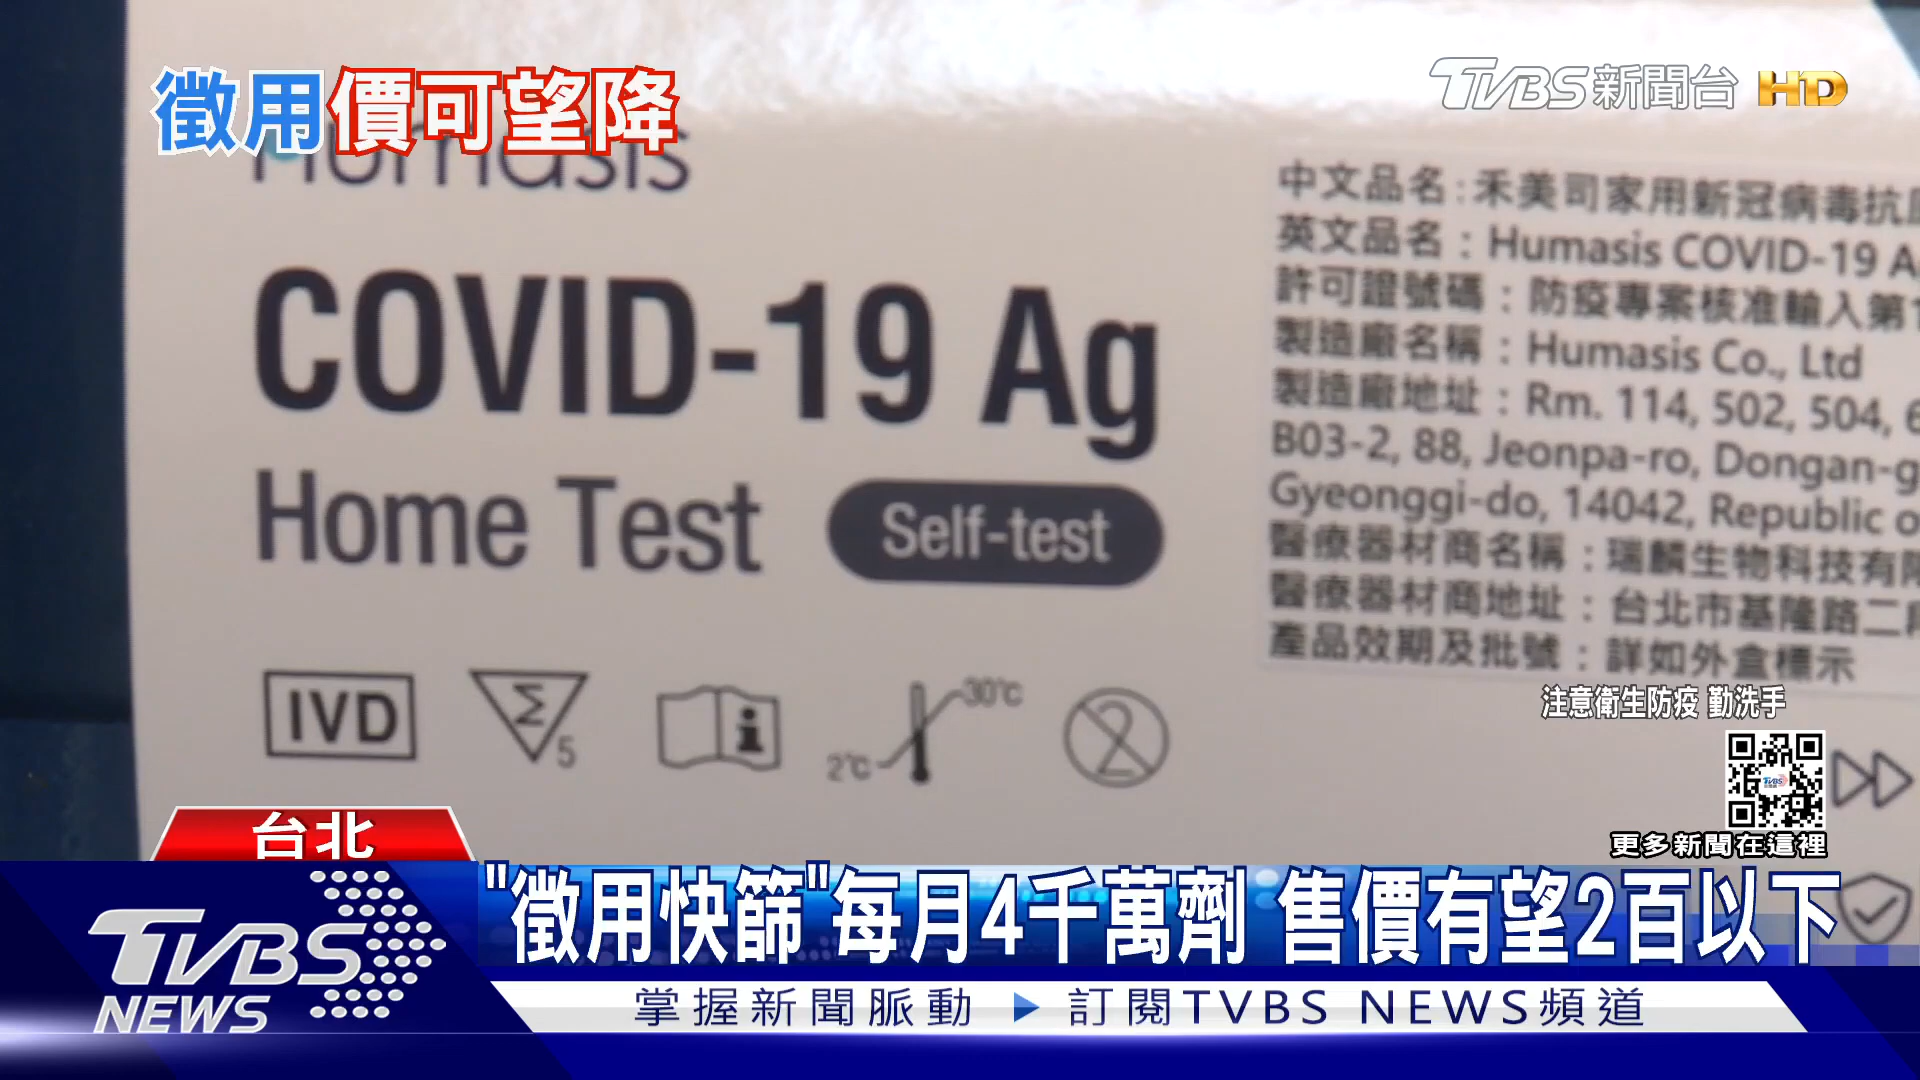 徵用價可望降
TVBS新聞台 HD
Humasis
COVID-19 Ag
Home Test
Self-test
IVD
5
i
2°C
30°C
中文品名:禾美司家用新冠病毒抗
英文品名：Humasis COVID-19 A
許可證號碼：防疫專案核准輸入第1
製造廠名稱：Humasis Co., Ltd
製造廠地址：Rm. 114, 502, 504, 6
B03-2, 88, Jeonpa-ro, Dongan-g
Gyeonggi-do, 14042, Republic o
醫療器材商名稱：瑞麟生物科技有限
醫療器材商地址：台北市基隆路二段
產品效期及批號：詳如外盒標示
注意衛生防疫 勤洗手
TVBS
更多新聞在這裡
台北
"徵用快篩"每月4千萬劑 售價有望2百以下
TVBS
NEWS
掌握新聞脈動 ▶ 訂閱TVBS NEWS頻道